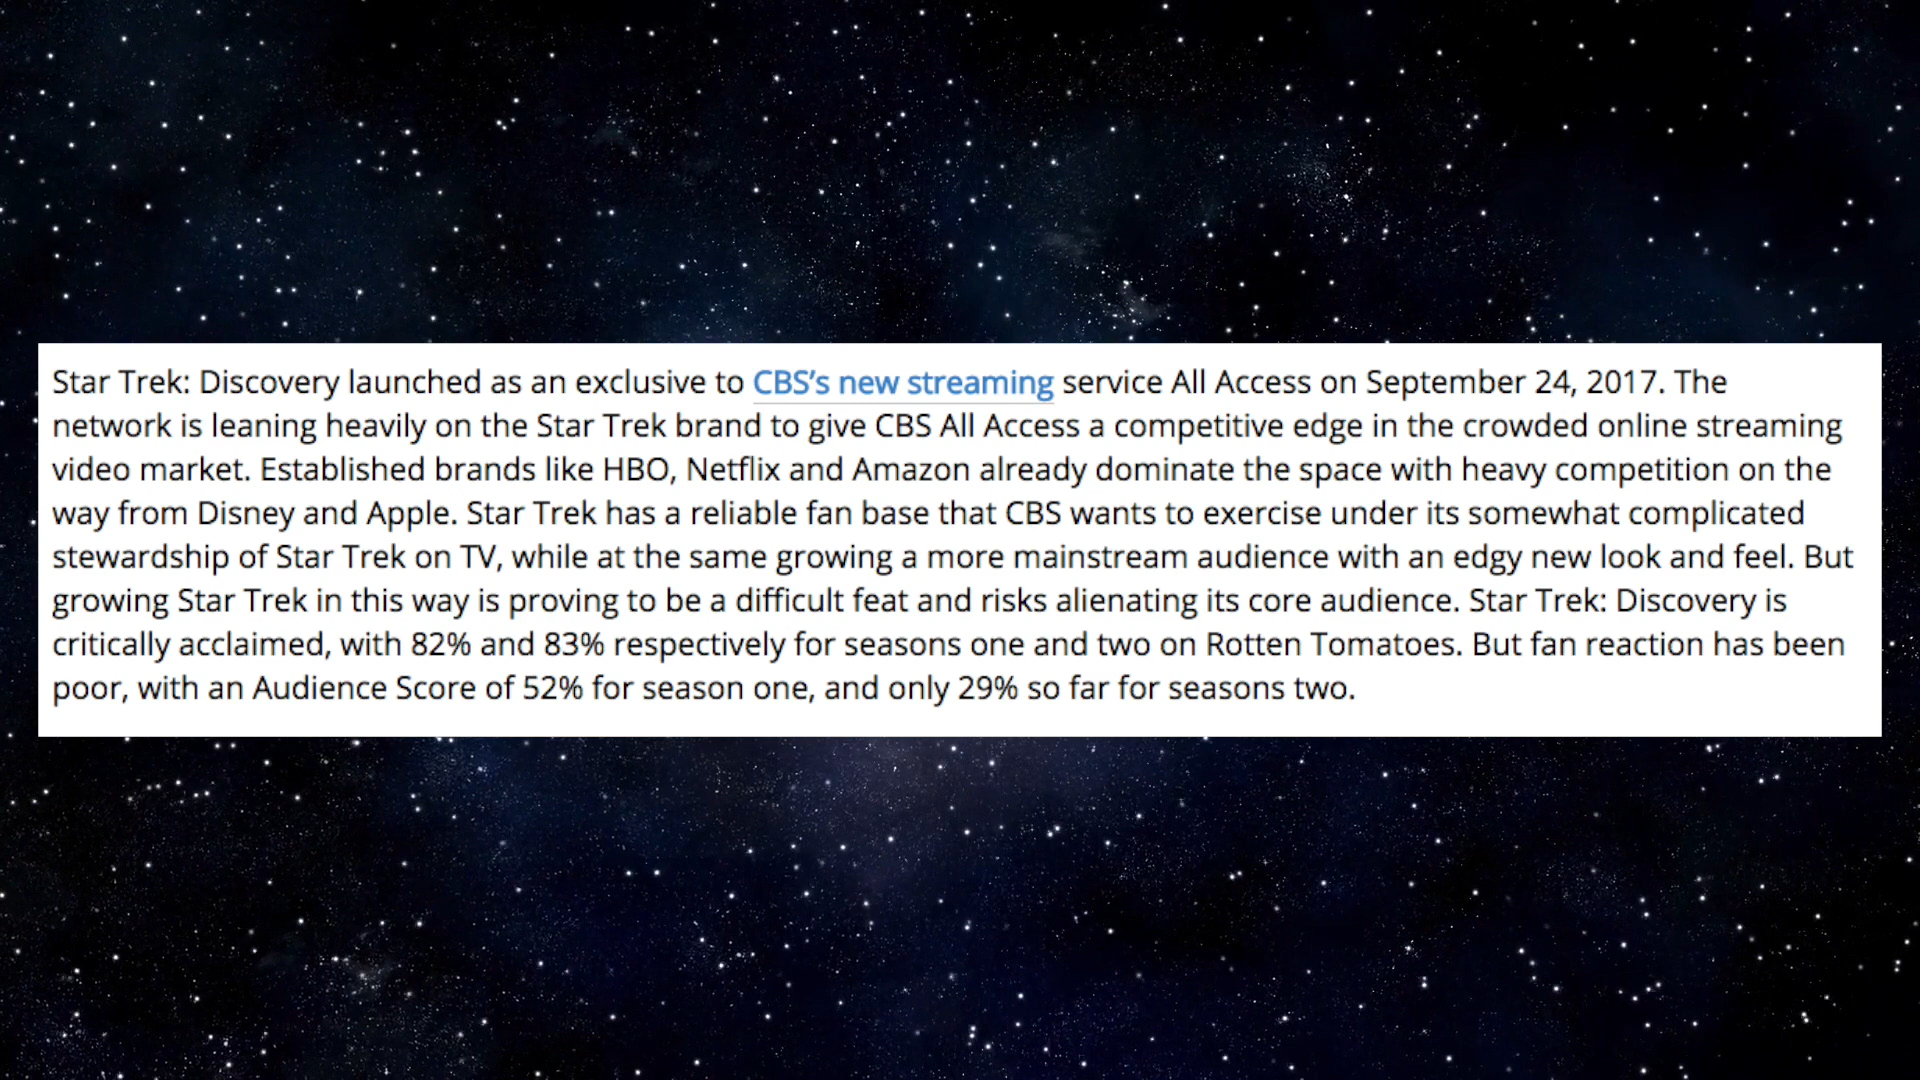 Star Trek: Discovery launched as an exclusive to CBS’s new streaming service All Access on September 24, 2017. The
network is leaning heavily on the Star Trek brand to give CBS All Access a competitive edge in the crowded online streaming
video market. Established brands like HBO, Netflix and Amazon already dominate the space with heavy competition on the
way from Disney and Apple. Star Trek has a reliable fan base that CBS wants to exercise under its somewhat complicated
stewardship of Star Trek on TV, while at the same growing a more mainstream audience with an edgy new look and feel. But
growing Star Trek in this way is proving to be a difficult feat and risks alienating its core audience. Star Trek: Discovery is
critically acclaimed, with 82% and 83% respectively for seasons one and two on Rotten Tomatoes. But fan reaction has been
poor, with an Audience Score of 52% for season one, and only 29% so far for seasons two.